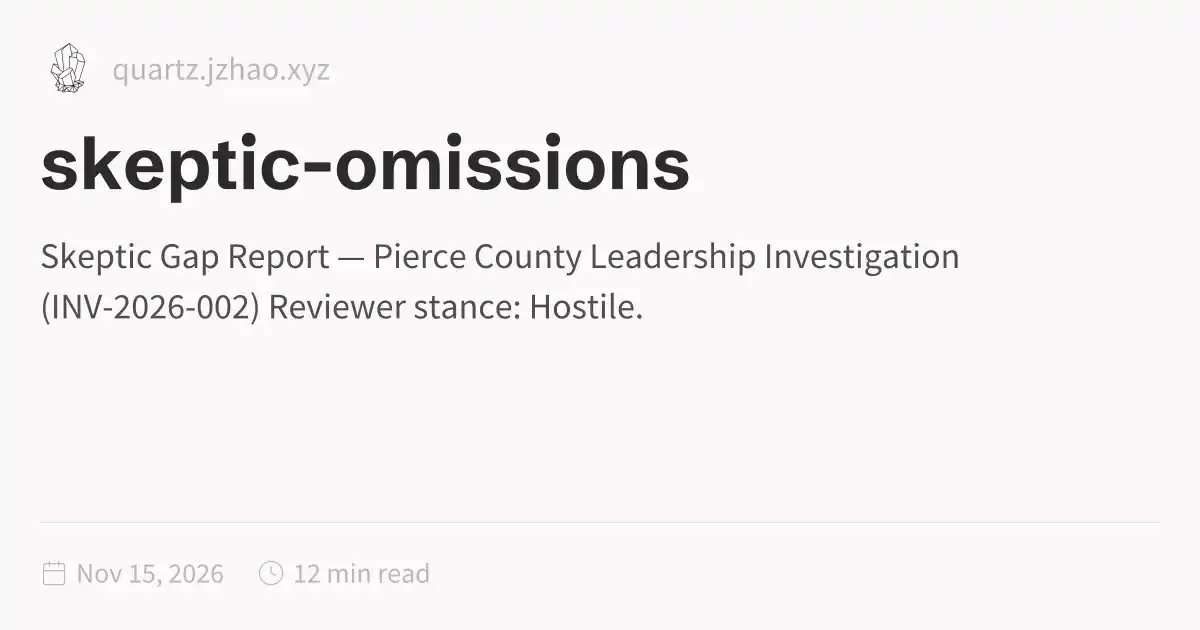 quartz.jzhao.xyz
skeptic-omissions
Skeptic Gap Report — Pierce County Leadership Investigation
(INV-2026-002) Reviewer stance: Hostile.
Nov 15, 2026 12 min read